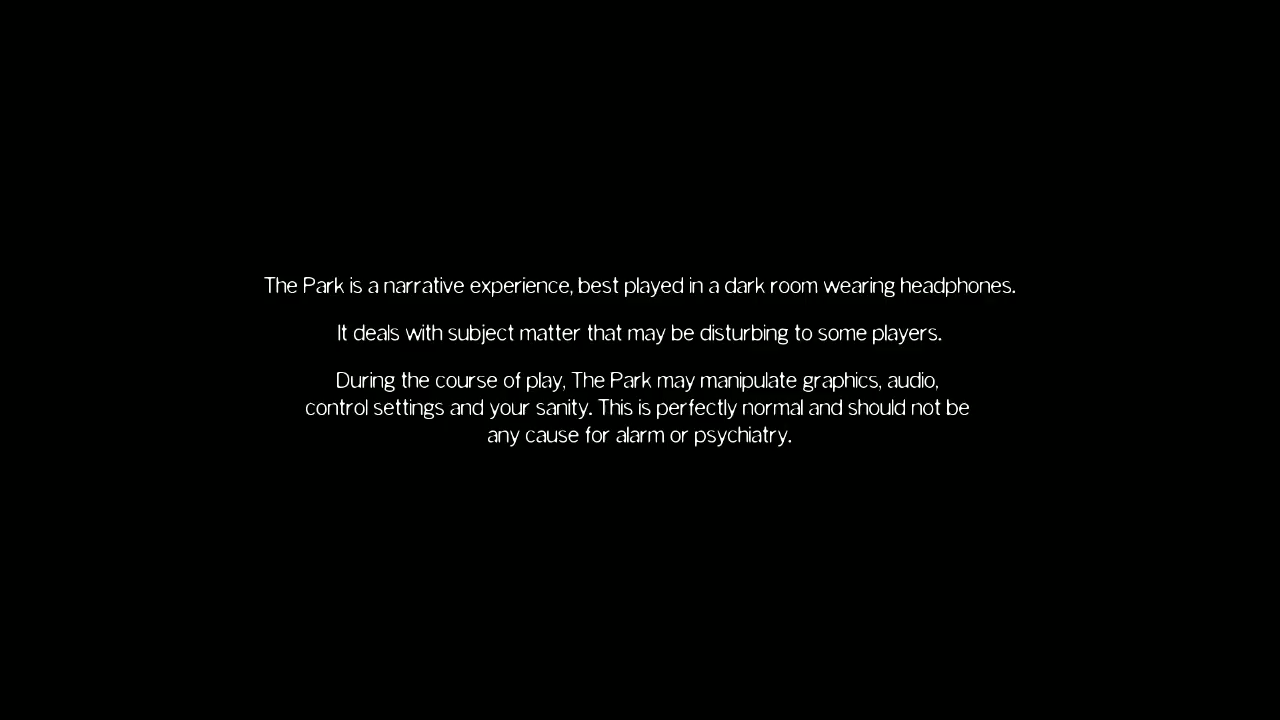 The Park is a narrative experience, best played in a dark room wearing headphones.
It deals with subject matter that may be disturbing to some players.
During the course of play, The Park may manipulate graphics, audio,
control settings and your sanity. This is perfectly normal and should not be
any cause for alarm or psychiatry.